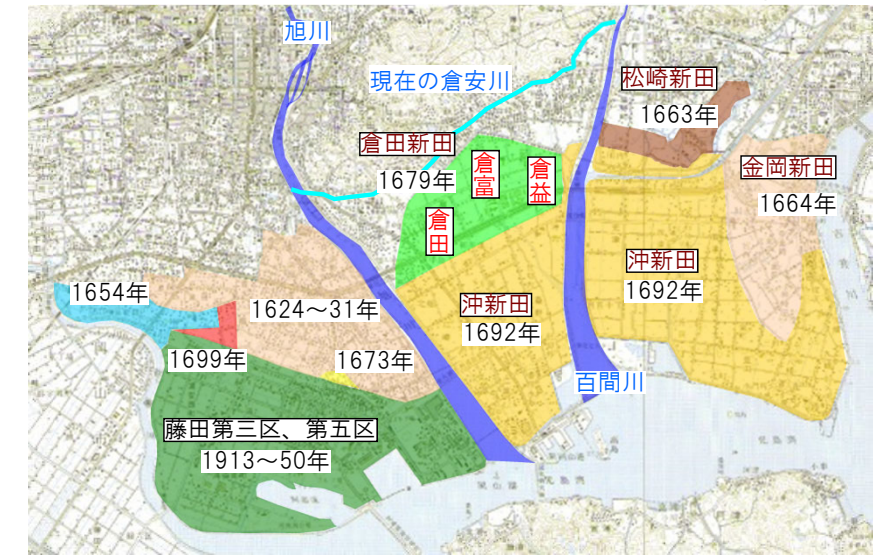 旭川
現在の倉安川
松崎新田
1663年
倉田新田
1679年
倉富
倉益
倉田
金岡新田
1664年
沖新田
1692年
沖新田
1692年
1654年
1624～31年
1699年
1673年
百間川
藤田第三区、第五区
1913～50年